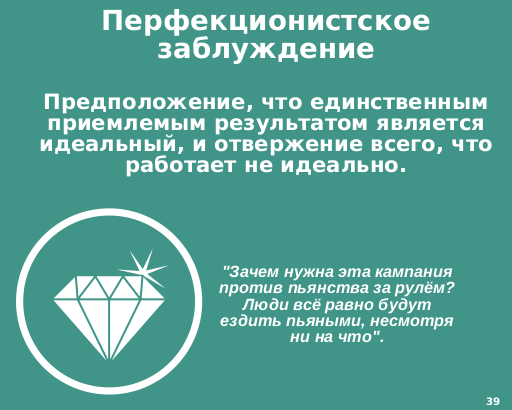 Перфекционистское
заблуждение
Предположение, что единственным
приемлемым результатом является
идеальный, и отвержение всего, что
работает не идеально.
"Зачем нужна эта кампания
против пьянства за рулём?
Люди всё равно будут
ездить пьяными, несмотря
ни на что".
39